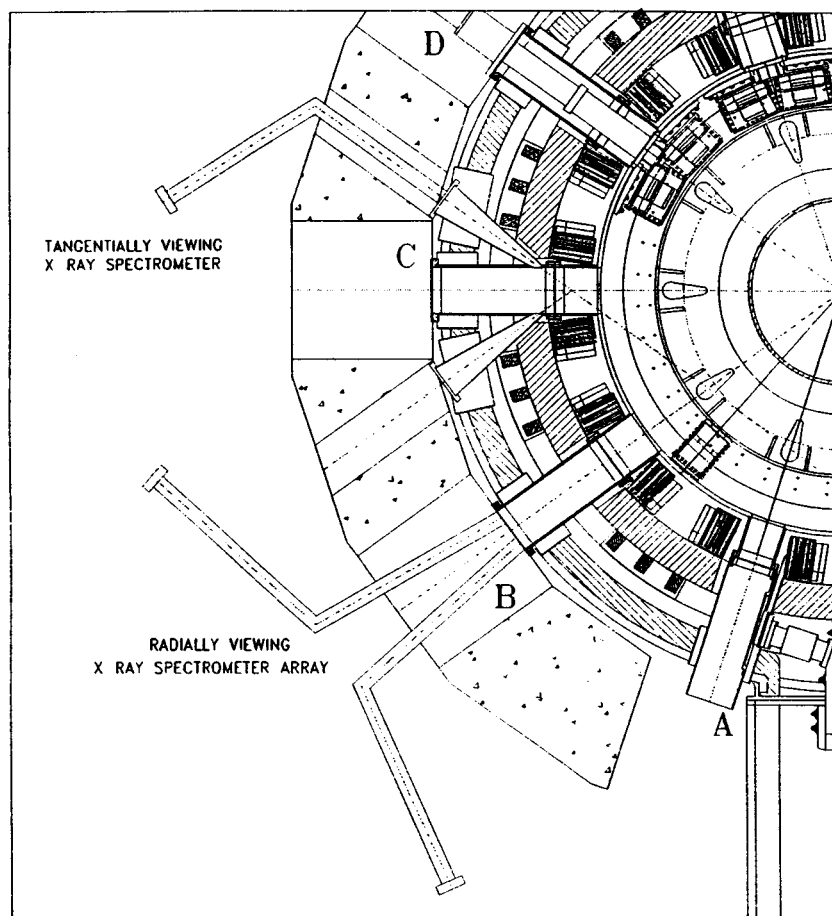 D
TANGENTIALLY VIEWING
X RAY SPECTROMETER
C
B
RADIALLY VIEWING
X RAY SPECTROMETER ARRAY
A